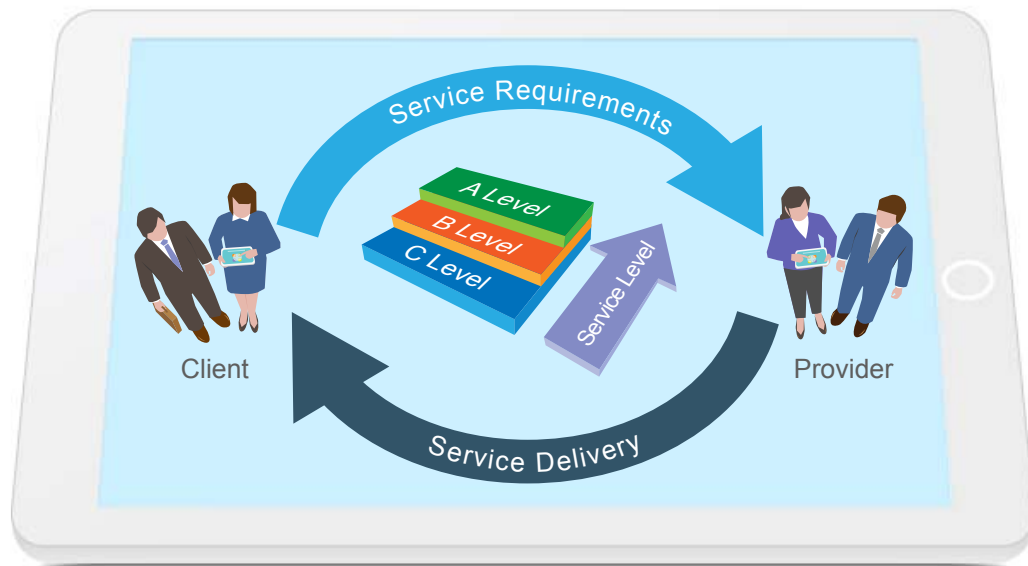 Service Requirements
A Level
B Level
C Level
Service Level
Client
Provider
Service Delivery